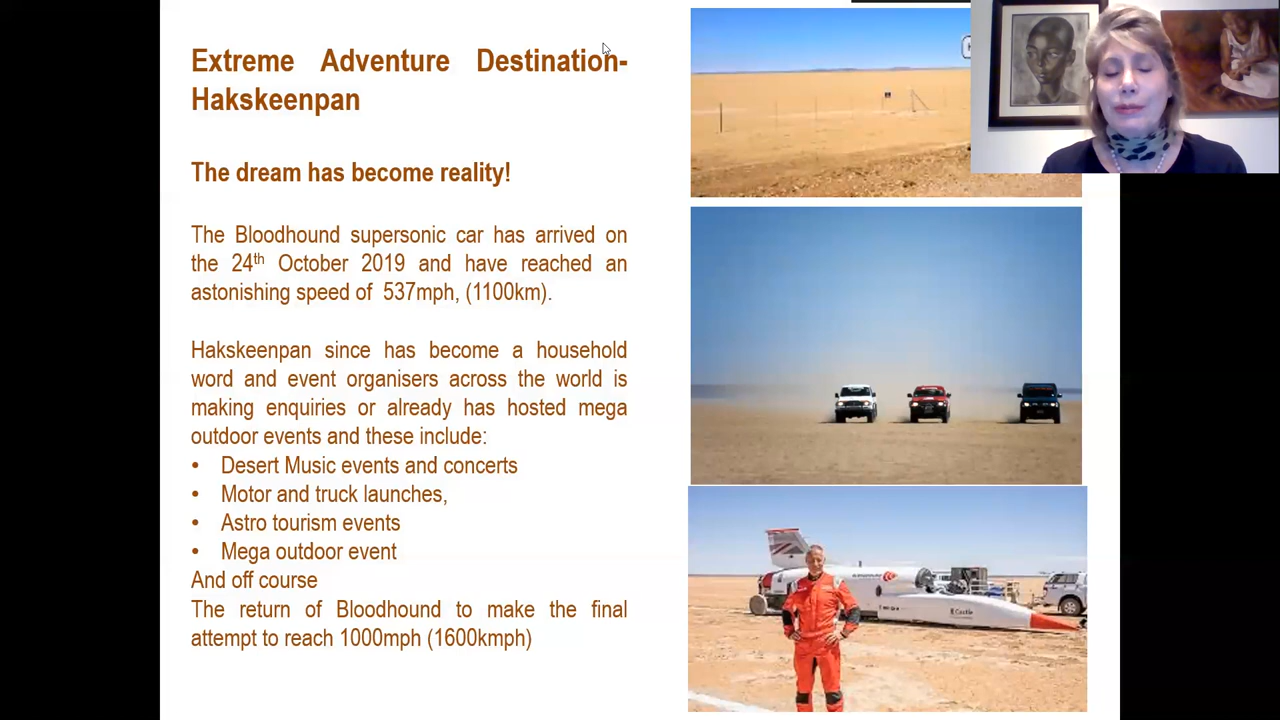 Extreme Adventure Destination-
Hakskeenpan
The dream has become reality!
The Bloodhound supersonic car has arrived on
the 24th October 2019 and have reached an
astonishing speed of 537mph, (1100km).
Hakskeenpan since has become a household
word and event organisers across the world is
making enquiries or already has hosted mega
outdoor events and these include:
• Desert Music events and concerts
• Motor and truck launches,
• Astro tourism events
• Mega outdoor event
And off course
The return of Bloodhound to make the final
attempt to reach 1000mph (1600kmph)
Castle